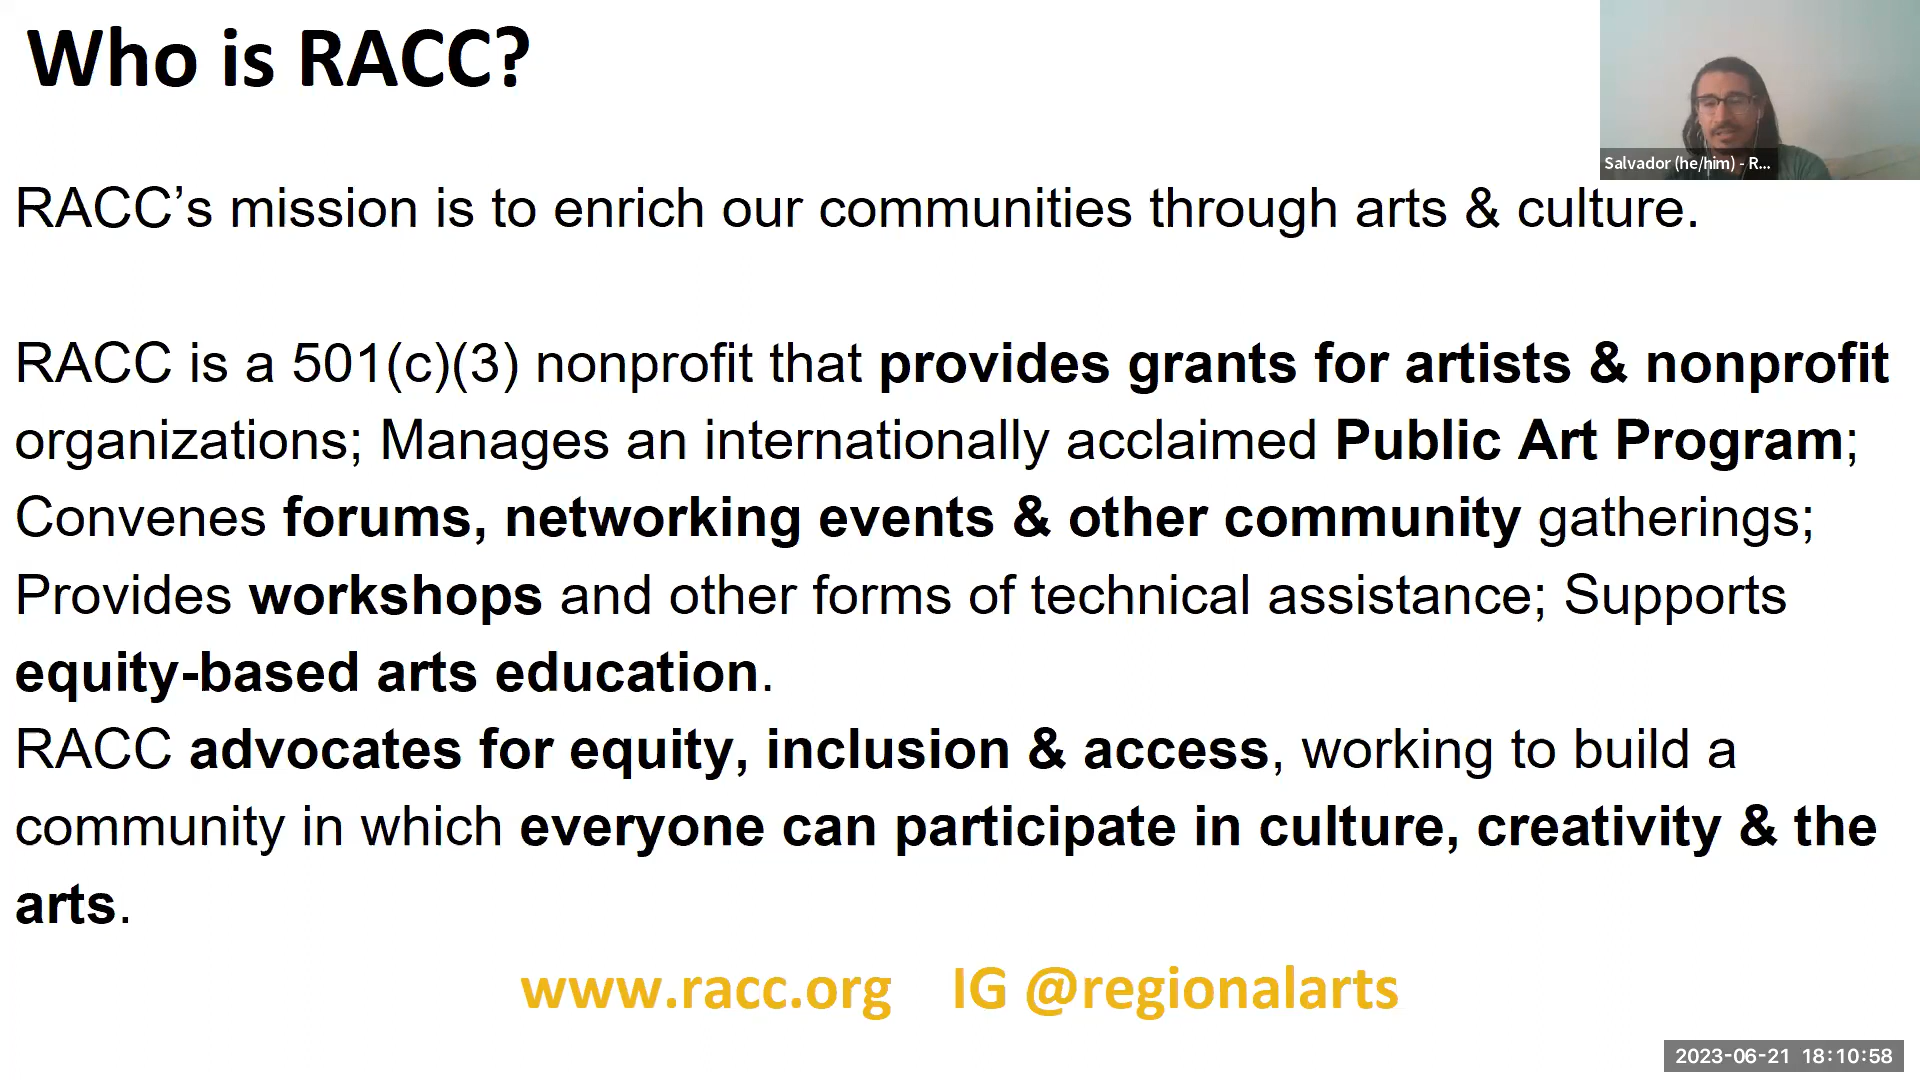 Who is RACC?
Salvador (he/him) - R...
RACC’s mission is to enrich our communities through arts & culture.
RACC is a 501(c)(3) nonprofit that provides grants for artists & nonprofit
organizations; Manages an internationally acclaimed Public Art Program;
Convenes forums, networking events & other community gatherings;
Provides workshops and other forms of technical assistance; Supports
equity-based arts education.
RACC advocates for equity, inclusion & access, working to build a
community in which everyone can participate in culture, creativity & the
arts.
www.racc.org IG @regionalarts
2023-06-21 18:10:58